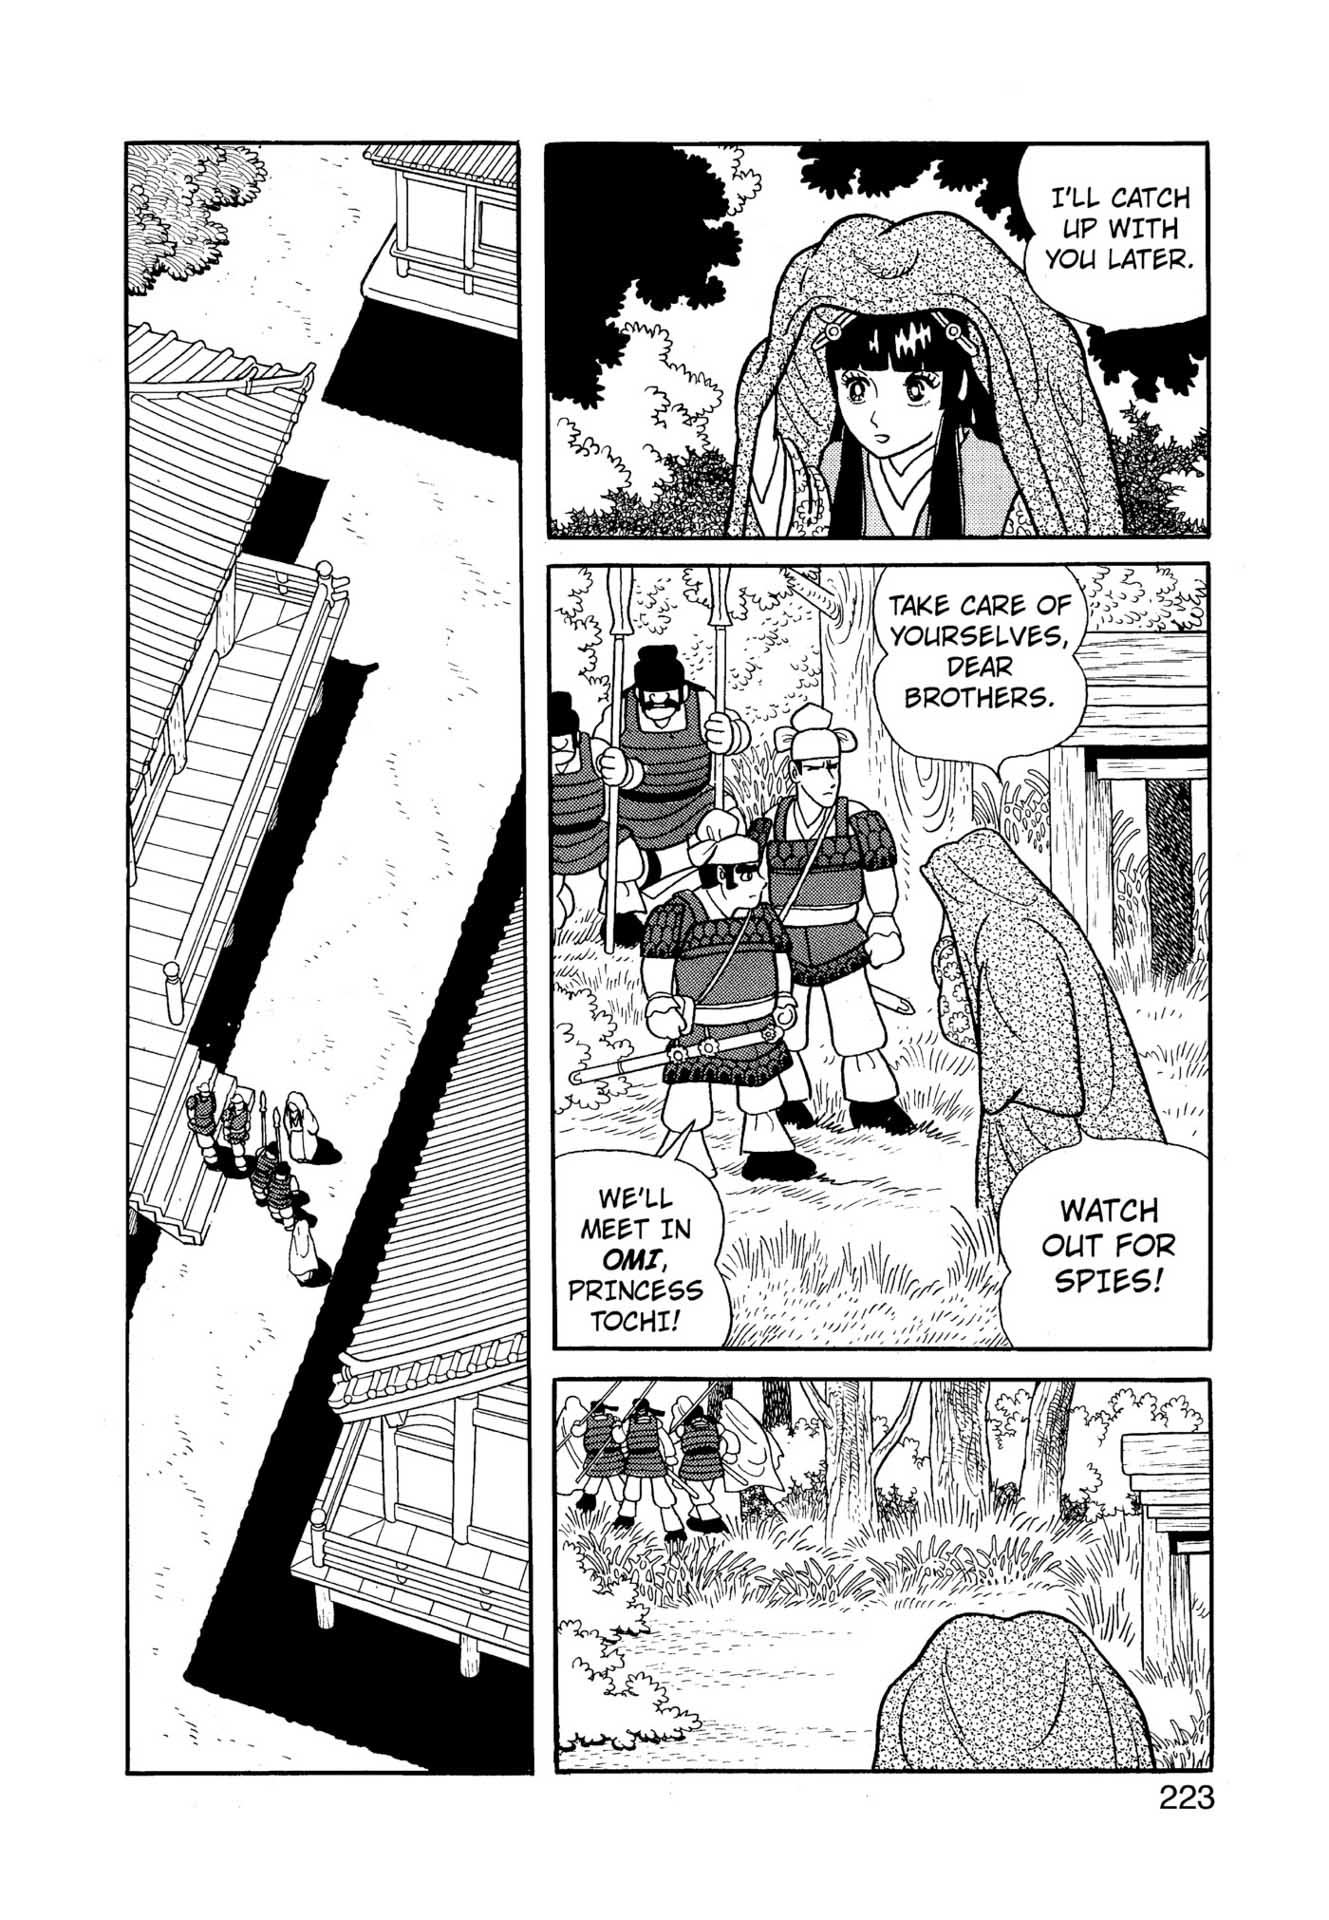 I'LL CATCH
UP WITH
YOU LATER.
TAKE CARE OF
YOURSELVES,
DEAR
BROTHERS.
WATCH
OUT FOR
SPIES!
WE'LL
MEET IN
OMI,
PRINCESS
TOCHI!
223